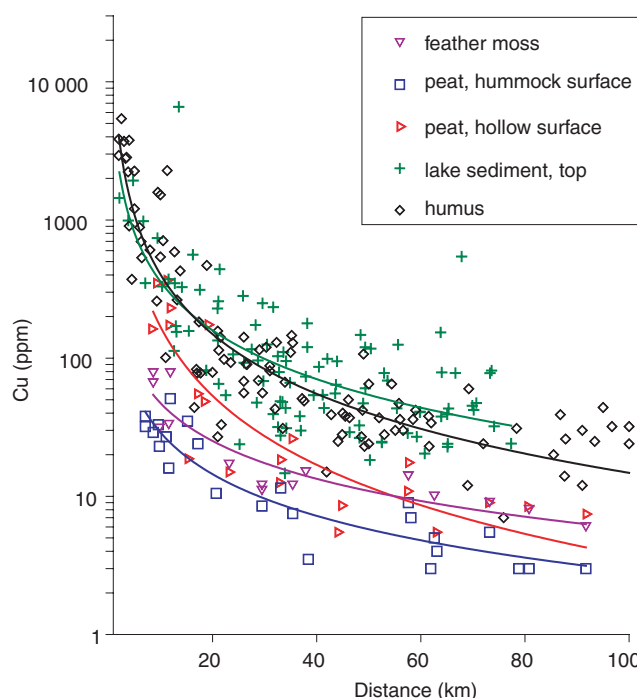 feather moss
peat, hummock surface
peat, hollow surface
lake sediment, top
humus
10 000
1000
100
10
1
Cu (ppm)
20
40
60
80
100
Distance (km)